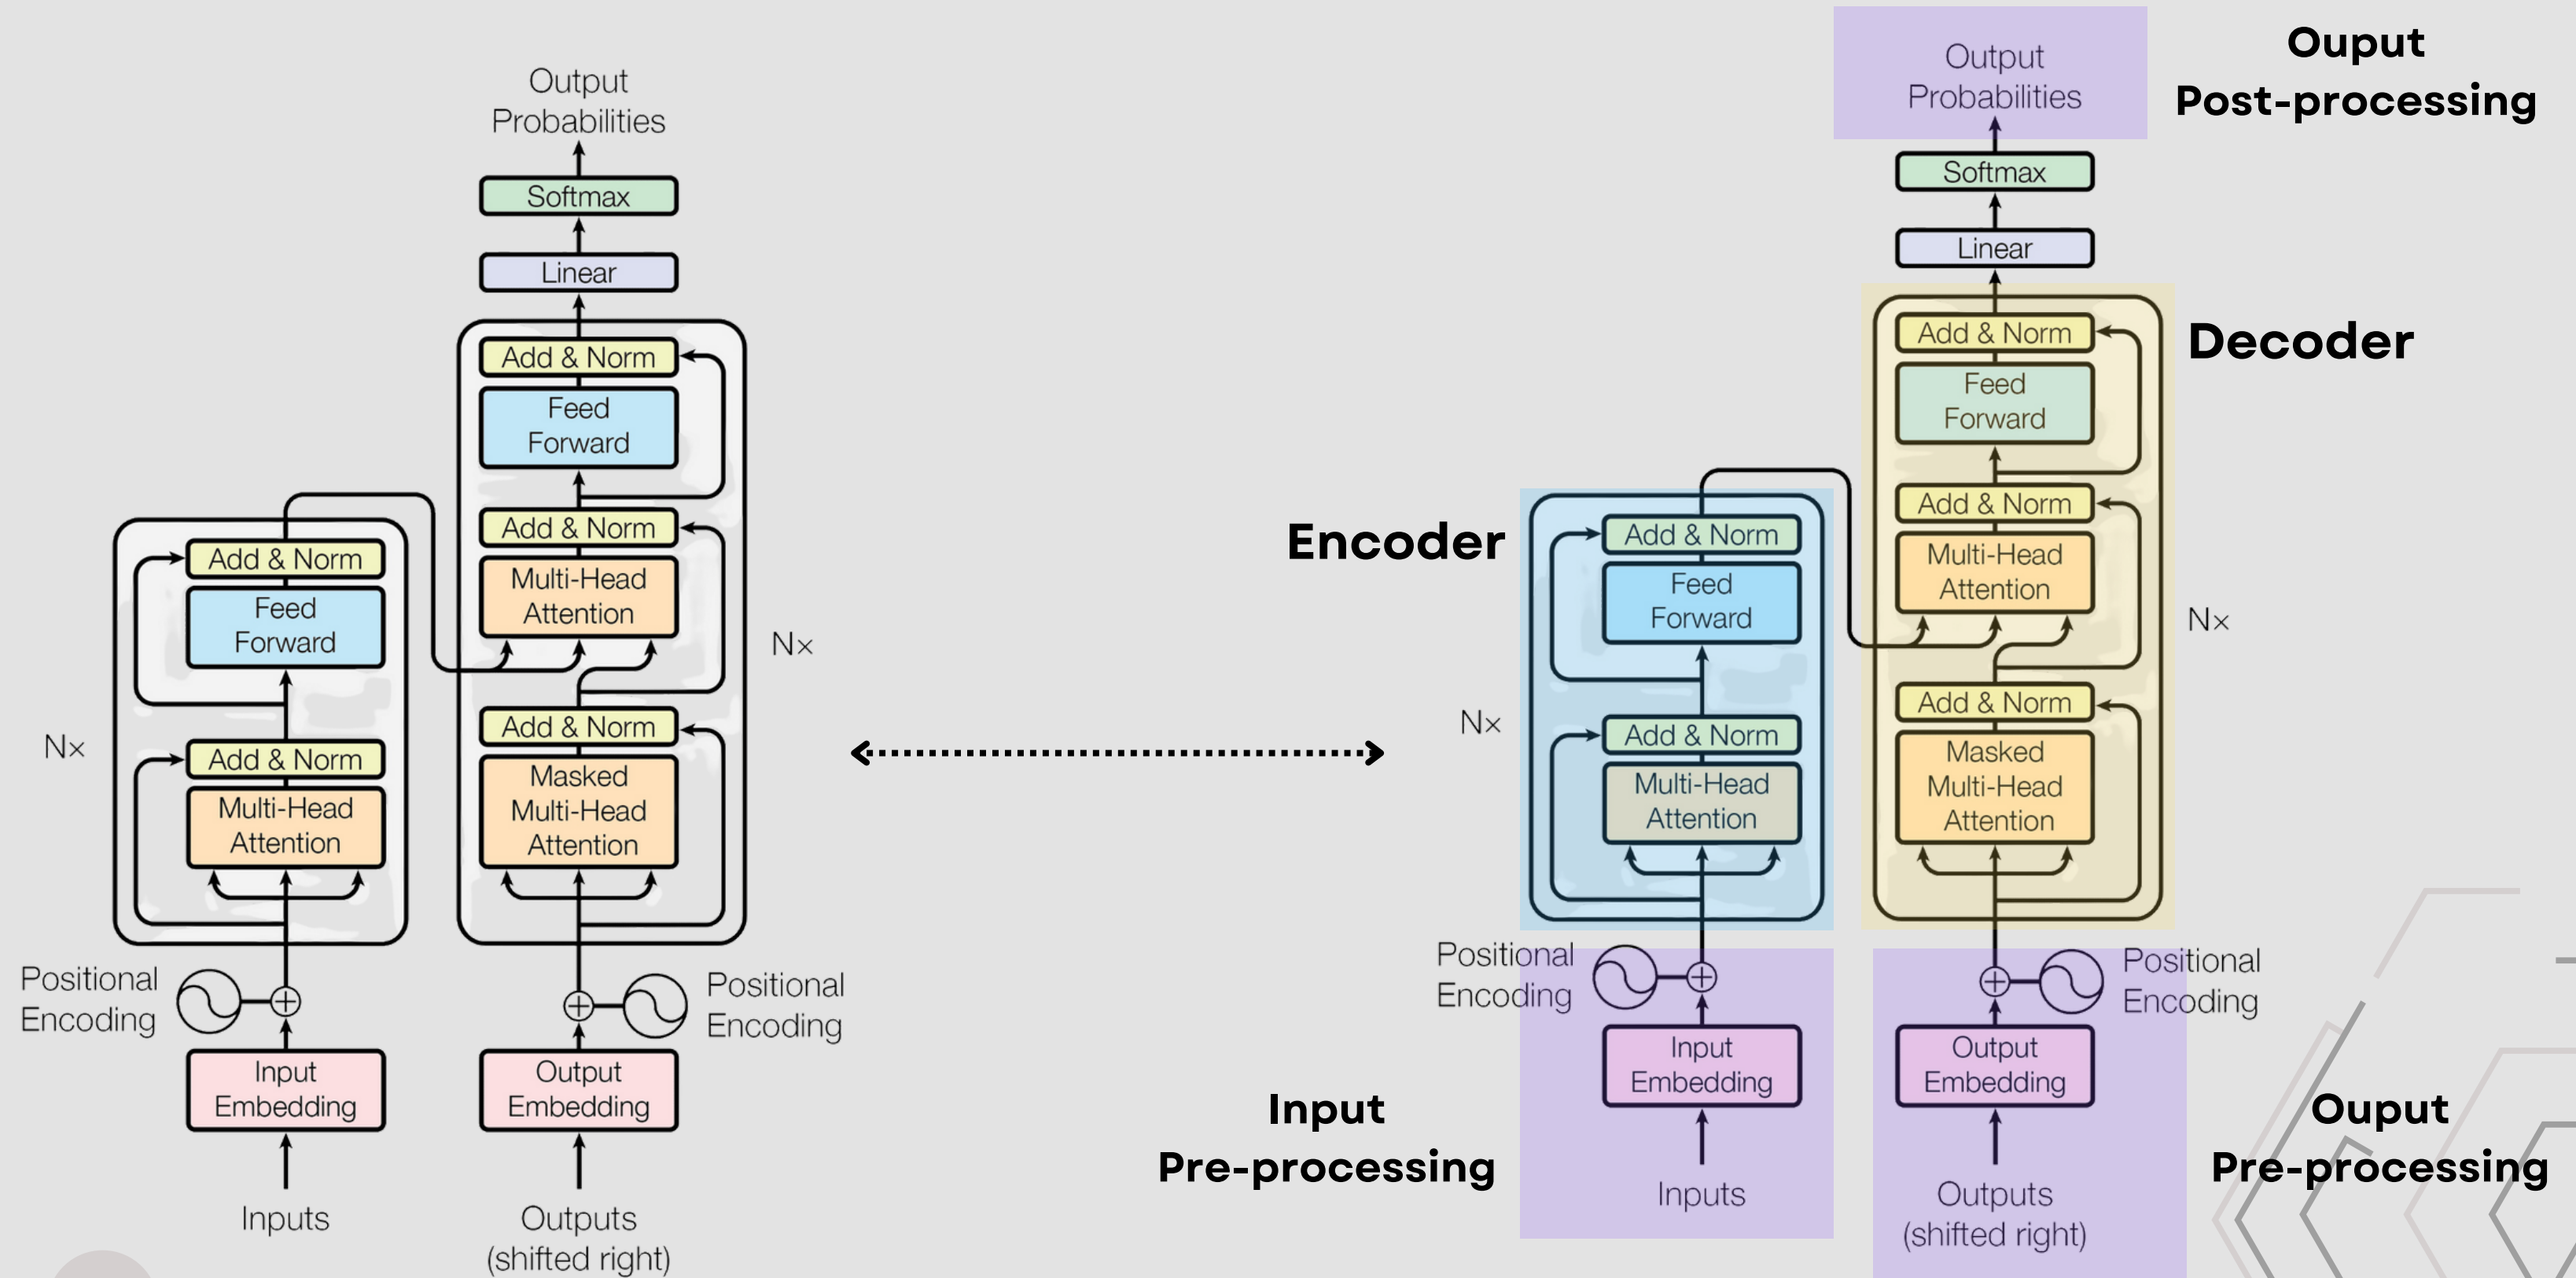 Output
Probabilities
Softmax
Linear
Add & Norm
Feed
Forward
Add & Norm
Multi-Head
Attention
Nx
Add & Norm
Masked
Multi-Head
Attention
Add & Norm
Feed
Forward
Nx
Add & Norm
Multi-Head
Attention
Positional
Encoding
Positional
Encoding
Input
Embedding
Output
Embedding
Inputs
Outputs
(shifted right)
Output
Probabilities
Ouput
Post-processing
Softmax
Linear
Decoder
Add & Norm
Feed
Forward
Add & Norm
Multi-Head
Attention
Nx
Add & Norm
Masked
Multi-Head
Attention
Encoder
Add & Norm
Feed
Forward
Nx
Add & Norm
Multi-Head
Attention
Positional
Encoding
Positional
Encoding
Input
Embedding
Output
Embedding
Input
Pre-processing
Ouput
Pre-processing
Inputs
Outputs
(shifted right)